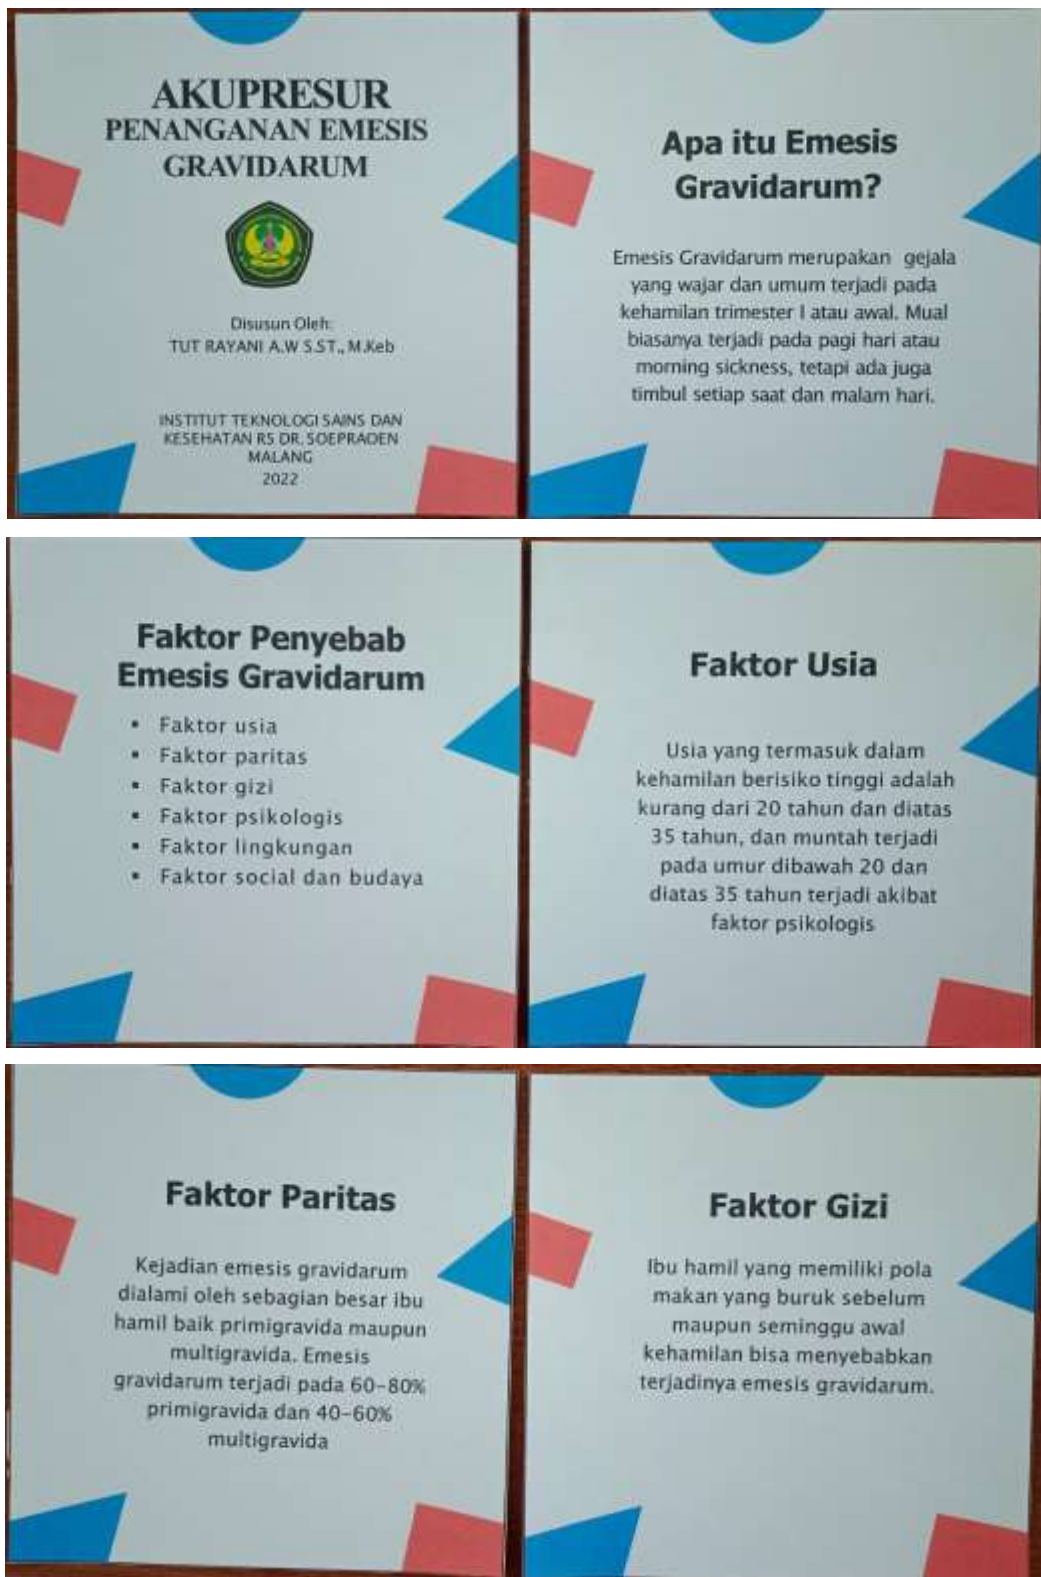 AKUPRESUR
PENANGANAN EMESIS
GRAVIDARUM
Disusun Oleh:
TUT RAYANI A.W S.ST., M.Keb
INSTITUT TEKNOLOGI SAINS DAN
KESEHATAN RS DR. SOEPRAOEN
MALANG
2022
Apa itu Emesis
Gravidarum?
Emesis Gravidarum merupakan gejala
yang wajar dan umum terjadi pada
kehamilan trimester I atau awal. Mual
biasanya terjadi pada pagi hari atau
morning sickness, tetapi ada juga
timbul setiap saat dan malam hari.
Faktor Penyebab
Emesis Gravidarum
▪ Faktor usia
▪ Faktor paritas
▪ Faktor gizi
▪ Faktor psikologis
▪ Faktor lingkungan
▪ Faktor social dan budaya
Faktor Usia
Usia yang termasuk dalam
kehamilan berisiko tinggi adalah
kurang dari 20 tahun dan diatas
35 tahun, dan muntah terjadi
pada umur dibawah 20 dan
diatas 35 tahun terjadi akibat
faktor psikologis
Faktor Paritas
Kejadian emesis gravidarum
dialami oleh sebagian besar ibu
hamil baik primigravida maupun
multigravida. Emesis
gravidarum terjadi pada 60-80%
primigravida dan 40-60%
multigravida
Faktor Gizi
Ibu hamil yang memiliki pola
makan yang buruk sebelum
maupun seminggu awal
kehamilan bisa menyebabkan
terjadinya emesis gravidarum.